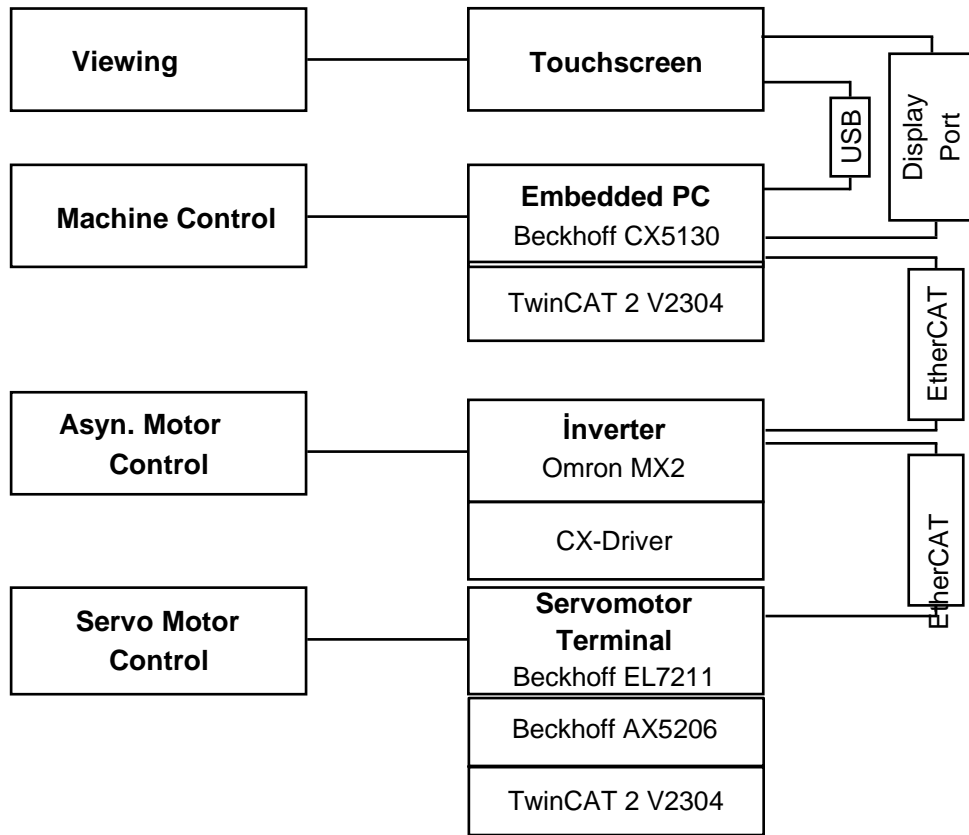 Viewing
Touchscreen
USB
Display
Port
Machine Control
Embedded PC
Beckhoff CX5130
TwinCAT 2 V2304
EtherCAT
Asyn. Motor
Control
İnverter
Omron MX2
CX-Driver
EtherCAT
Servo Motor
Control
Servomotor
Terminal
Beckhoff EL7211
Beckhoff AX5206
TwinCAT 2 V2304